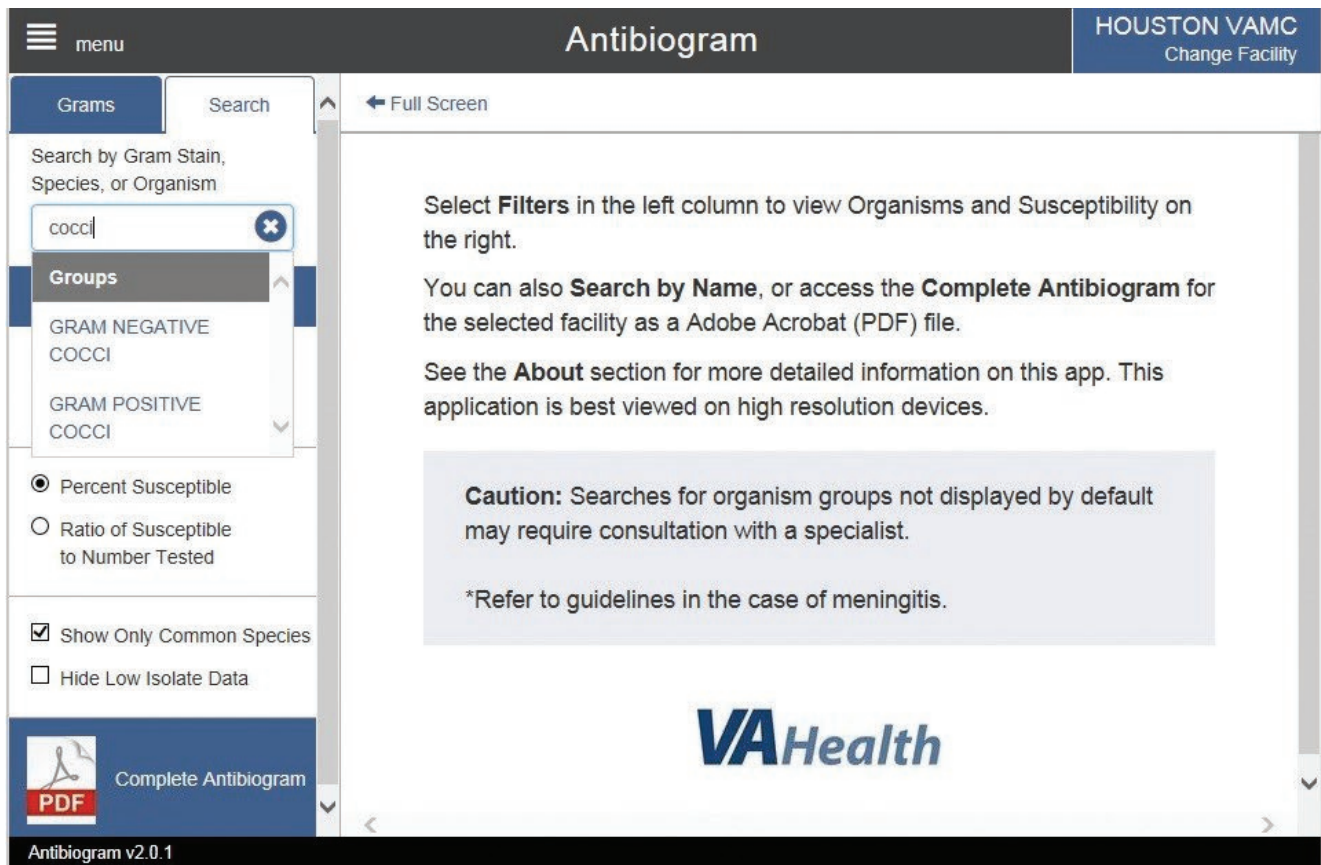 menu
Antibiogram
HOUSTON VAMC
Change Facility
Grams
Search
Search by Gram Stain,
Species, or Organism
cocci
Groups
GRAM NEGATIVE
COCCI
GRAM POSITIVE
COCCI
Percent Susceptible
Ratio of Susceptible
to Number Tested
Show Only Common Species
Hide Low Isolate Data
PDF
Complete Antibiogram
Full Screen
Select Filters in the left column to view Organisms and Susceptibility on
the right.
You can also Search by Name, or access the Complete Antibiogram for
the selected facility as a Adobe Acrobat (PDF) file.
See the About section for more detailed information on this app. This
application is best viewed on high resolution devices.
Caution: Searches for organism groups not displayed by default
may require consultation with a specialist.
*Refer to guidelines in the case of meningitis.
VA Health
Antibiogram v2.0.1